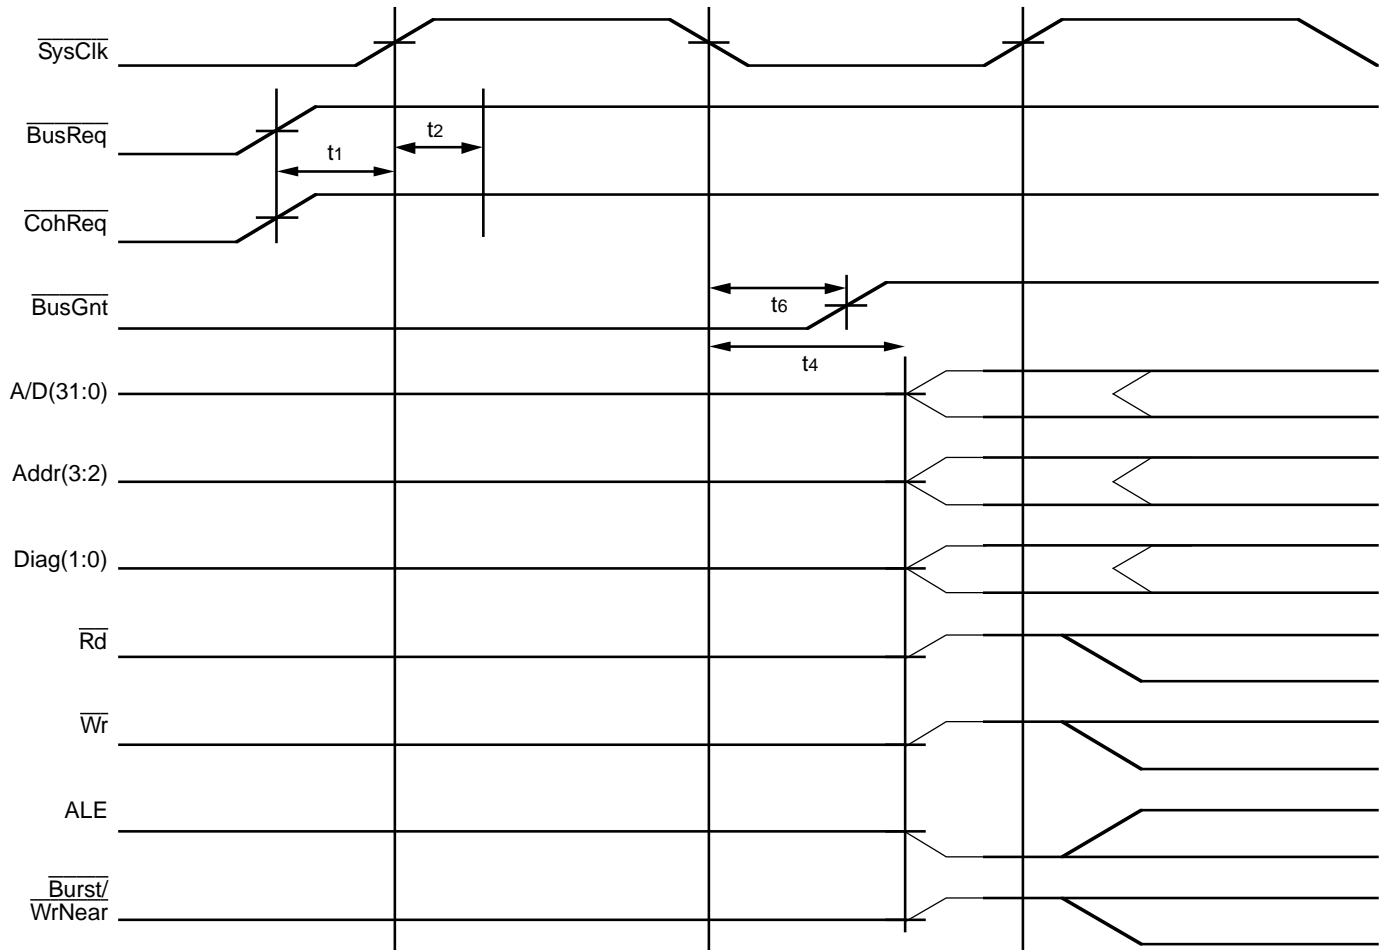 SysClk
BusReq
t2
t1
CohReq
BusGnt
t6
t4
A/D(31:0)
Addr(3:2)
Diag(1:0)
Rd
Wr
ALE
Burst/
WrNear